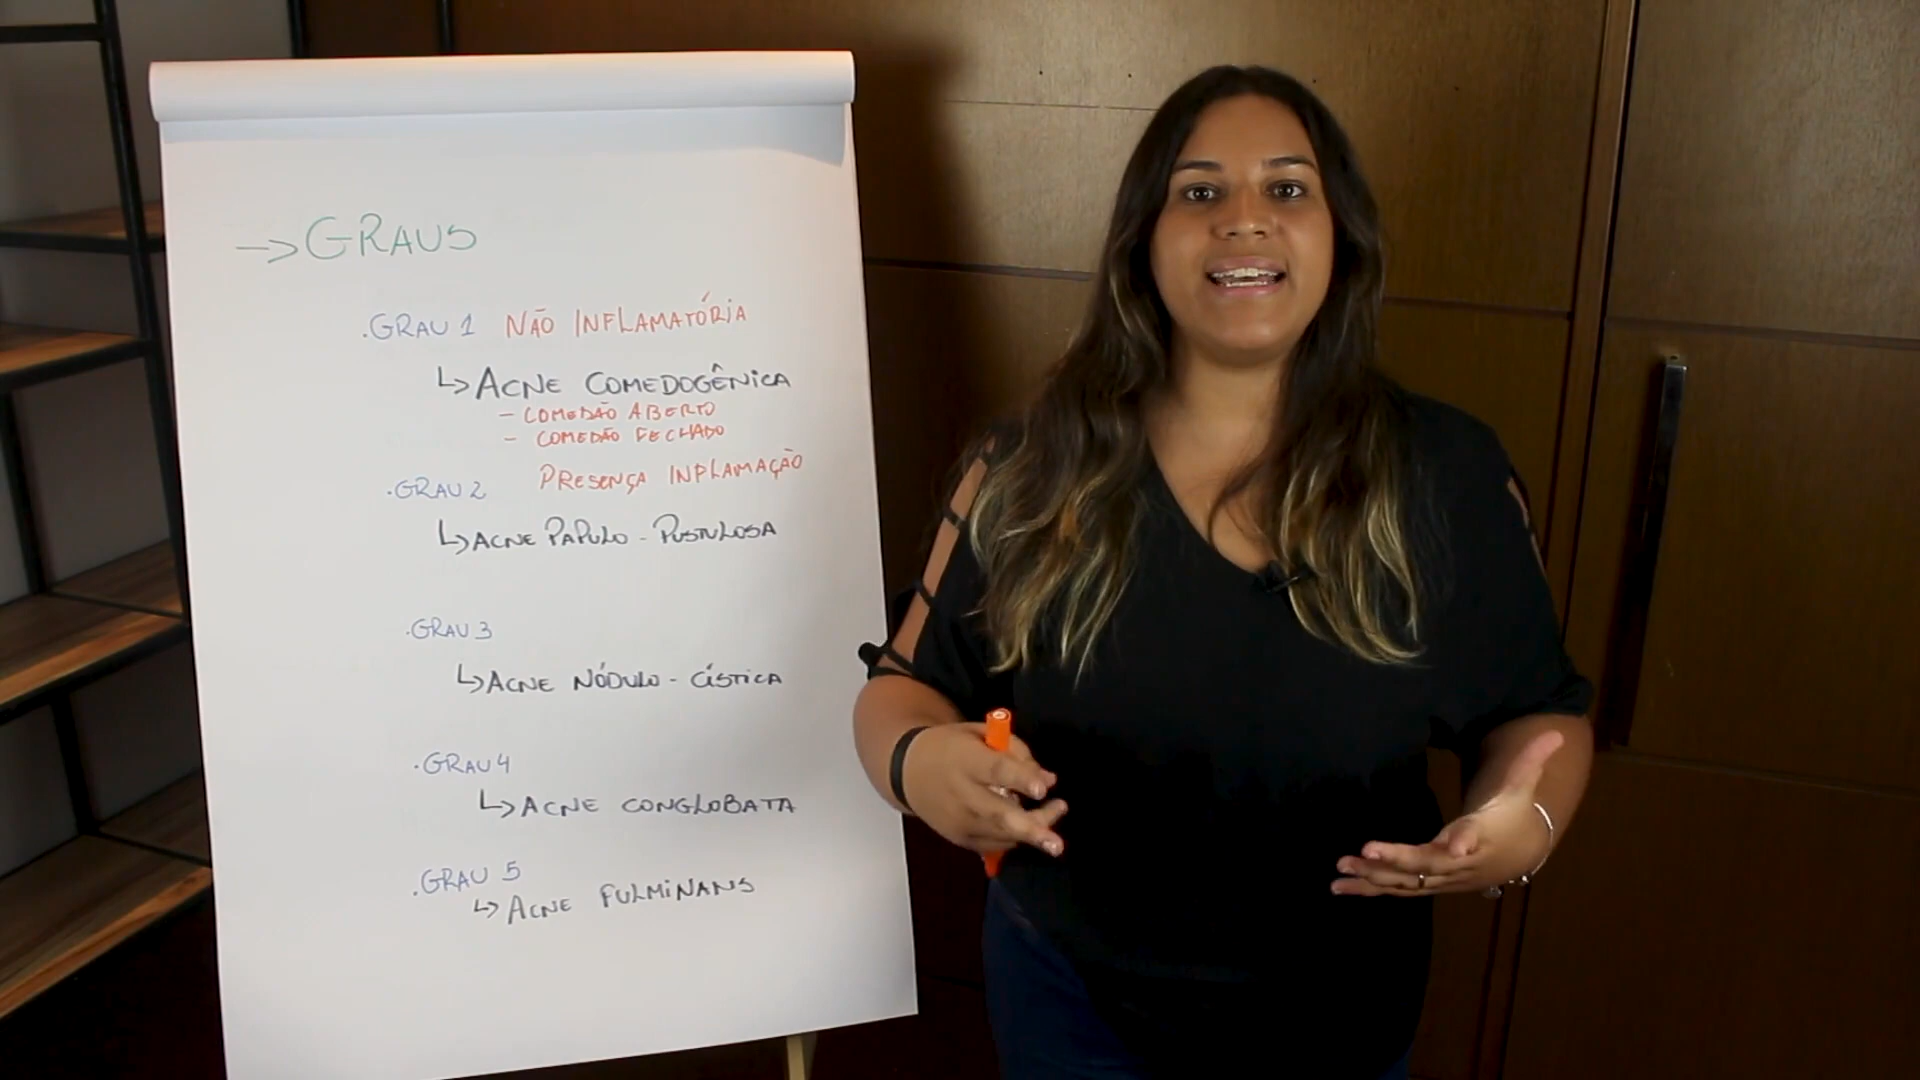 → GRAUS
. GRAU 1 NÃO INFLAMATÓRIA
↳ ACNE COMEDOGÊNICA
- COMEDÃO ABERTO
- COMEDÃO FECHADO
. GRAU 2 PRESENÇA INFLAMAÇÃO
↳ ACNE PAPULO - PUSTULOSA
. GRAU 3
↳ ACNE NÓDULO - CÍSTICA
. GRAU 4
↳ ACNE CONGLOBATA
. GRAU 5
↳ ACNE FULMINANS